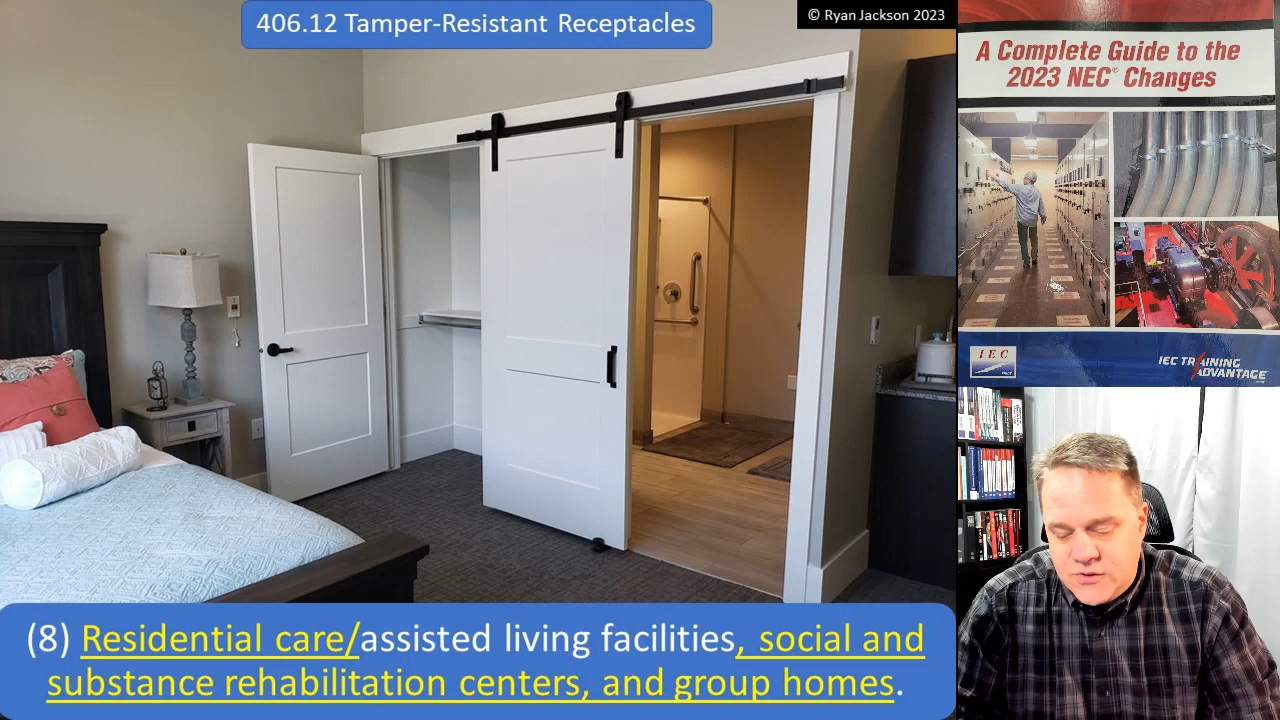 406.12 Tamper-Resistant Receptacles
© Ryan Jackson 2023
A Complete Guide to the
2023 NEC® Changes
IEC
IEC TRAINING
ADVANTAGE
(8) Residential care/assisted living facilities, social and
substance rehabilitation centers, and group homes.